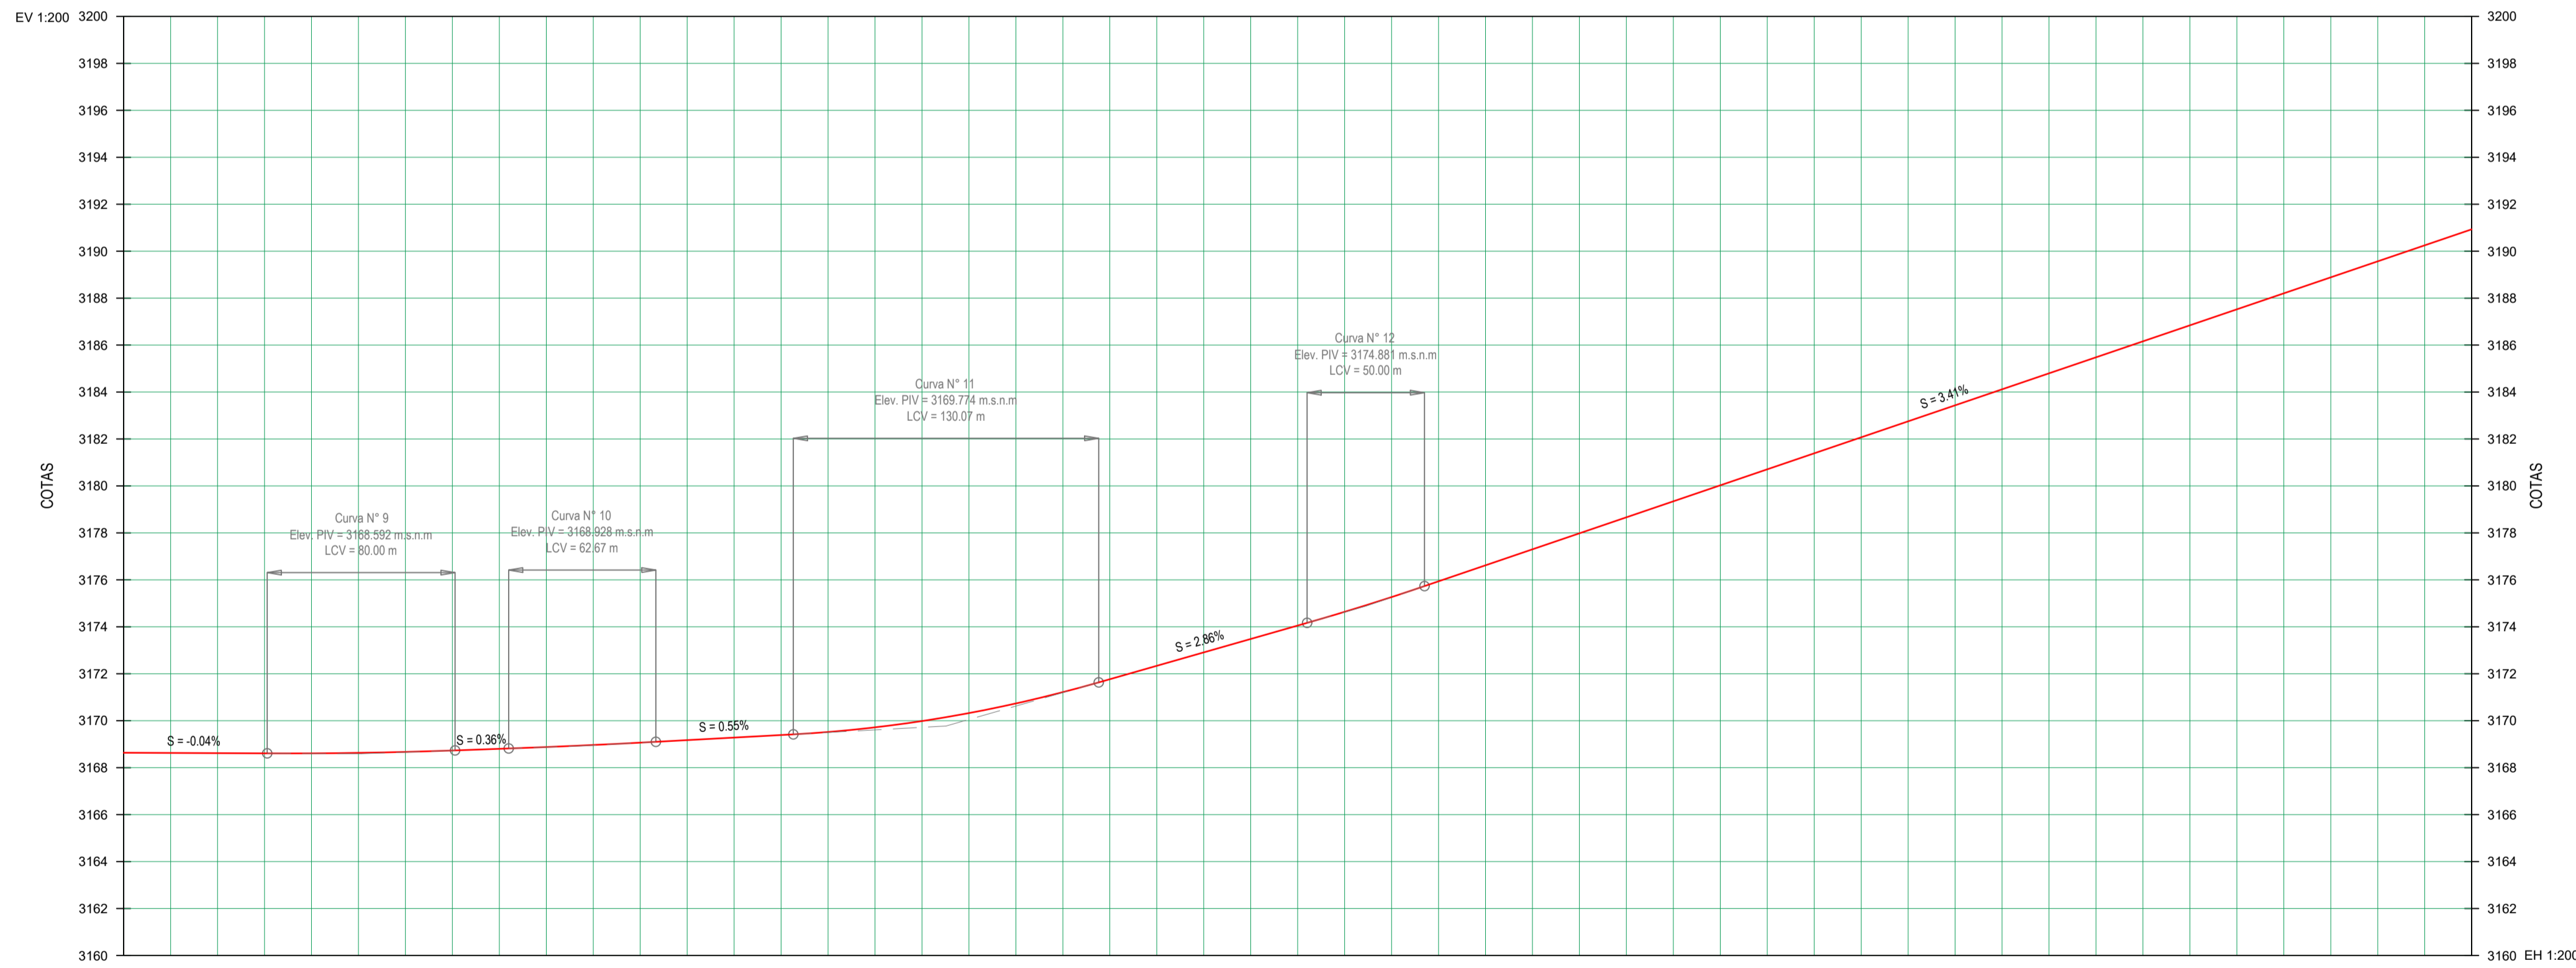 EV 1:200
3200
3198
3196
3194
3192
3190
3188
3186
3184
3182
3180
3178
3176
3174
3172
3170
3168
3166
3164
3162
3160
COTAS
Curva N° 9
Elev. PIV = 3168.592 m.s.n.m
LCV = 80.00 m
Curva N° 10
Elev. PIV = 3168.928 m.s.n.m
LCV = 62.67 m
Curva N° 11
Elev. PIV = 3169.774 m.s.n.m
LCV = 130.07 m
Curva N° 12
Elev. PIV = 3174.881 m.s.n.m
LCV = 50.00 m
S = -0.04%
S = 0.36%
S = 0.55%
S = 2.86%
S = 3.41%
3200
3198
3196
3194
3192
3190
3188
3186
3184
3182
3180
3178
3176
3174
3172
3170
3168
3166
3164
3162
3160
COTAS
EH 1:200